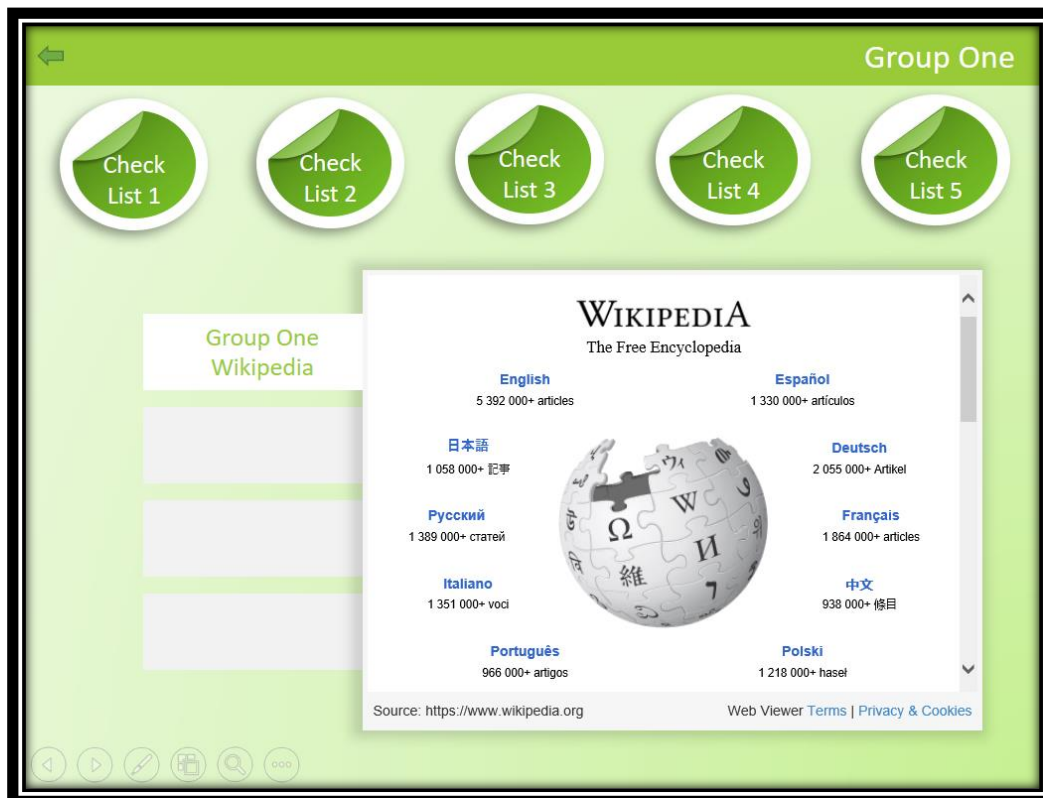 Group One
Check
List 1
Check
List 2
Check
List 3
Check
List 4
Check
List 5
Group One
Wikipedia
WIKIPEDIA
The Free Encyclopedia
English
5 392 000+ articles
Español
1 330 000+ artículos
日本語
1 058 000+ 記事
Deutsch
2 055 000+ Artikel
Русский
1 389 000+ статей
Français
1 864 000+ articles
Italiano
1 351 000+ voci
中文
938 000+ 條目
Português
966 000+ artigos
Polski
1 218 000+ haseł
Ω
W
И
維
7
ウィ
Source: https://www.wikipedia.org
Web Viewer Terms | Privacy & Cookies